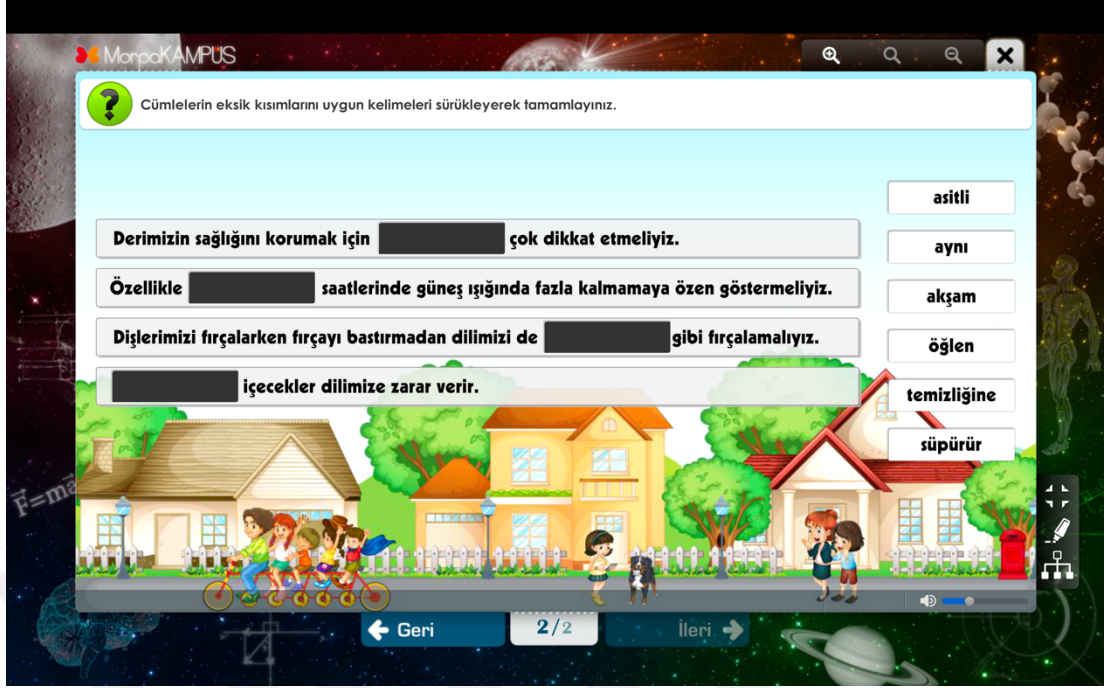 MorpaKAMPÜS
Cümlelerin eksik kısımlarını uygun kelimeleri sürükleyerek tamamlayınız.
Derimizin sağlığını korumak için çok dikkat etmeliyiz.
Özellikle saatlerinde güneş ışığında fazla kalmamaya özen göstermeliyiz.
Dişlerimizi fırçalarken fırçayı bastırmadan dilimizi de gibi fırçalamalıyız.
içecekler dilimize zarar verir.
asitli
aynı
akşam
öğlen
temizliğine
süpürür
Geri
2/2
İleri